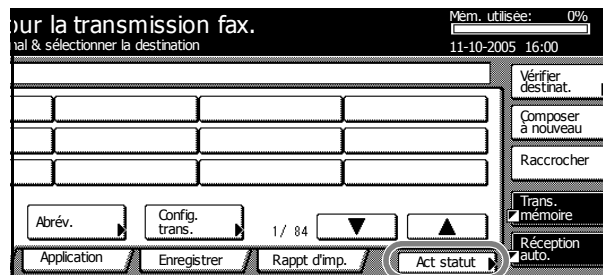 our la transmission fax.
nal & sélectionner la destination
Mém. utilisée: 0%
11-10-2005 16:00
Vérifier
destinat.
Composer
à nouveau
Raccrocher
Trans.
mémoire
Réception
auto.
Abrév.
Config.
trans.
1/ 84
Application
Enregistrer
Rappt d'imp.
Act statut